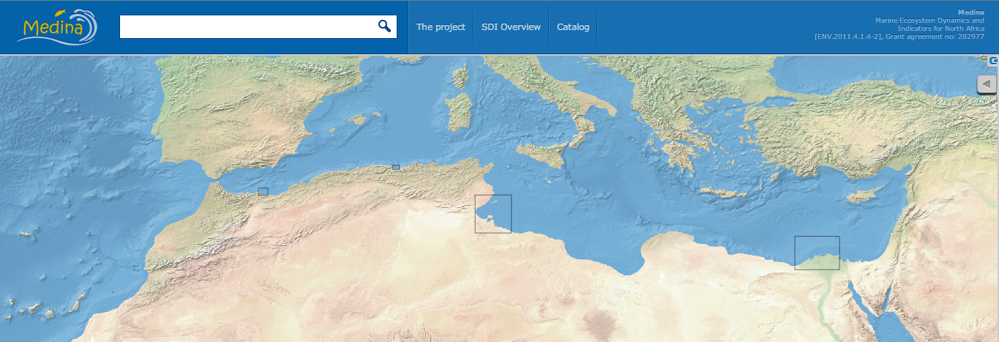 Medina
The project
SDI Overview
Catalog
Medina
Marine Ecosystem Dynamics and
Indicators for North Africa
[ENV.2011.4.1.4-2], Grant agreement no: 282977